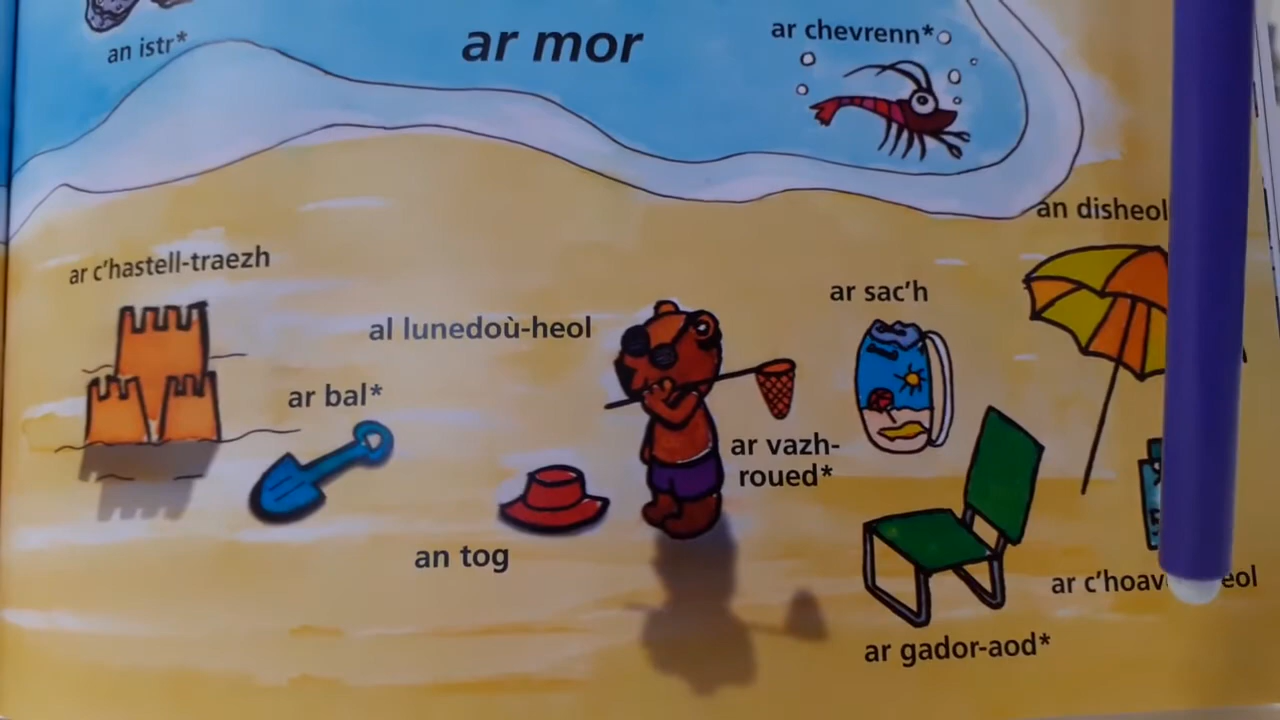 an istr*
ar mor
ar chevrenn*
an disheol
ar c'hastell-traezh
ar sac'h
al lunedoù-heol
ar bal*
ar vazh-
roued*
an tog
ar gador-aod*